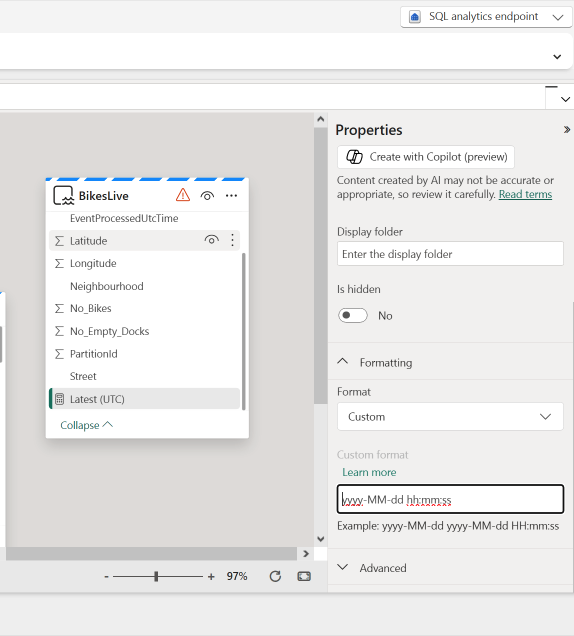 SQL analytics endpoint
BikesLive
EventProcessedUtcTime
Latitude
Longitude
Neighbourhood
No_Bikes
No_Empty_Docks
PartitionId
Street
Latest (UTC)
Collapse
97%
Properties
Create with Copilot (preview)
Content created by AI may not be accurate or
appropriate, so review it carefully. Read terms
Display folder
Enter the display folder
Is hidden
No
Formatting
Format
Custom
Custom format
Learn more
yyyy-MM-dd hh:mm:ss
Example: yyyy-MM-dd yyyy-MM-dd HH:mm:ss
Advanced